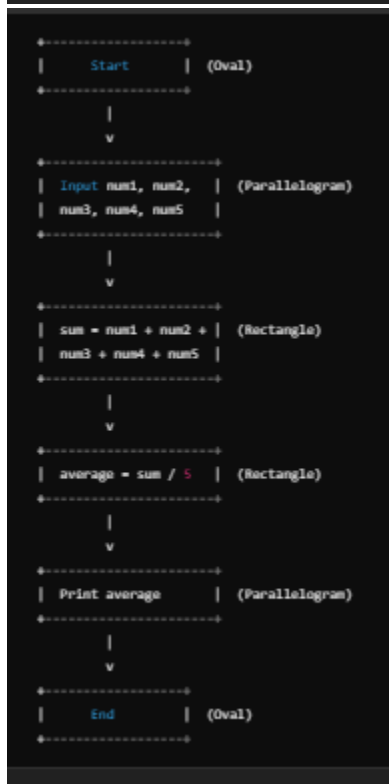 Start (Oval)
v
Input num1, num2, (Parallelogram)
num3, num4, num5
v
sum = num1 + num2 + (Rectangle)
num3 + num4 + num5
v
average = sum / 5 (Rectangle)
v
Print average (Parallelogram)
v
End (Oval)